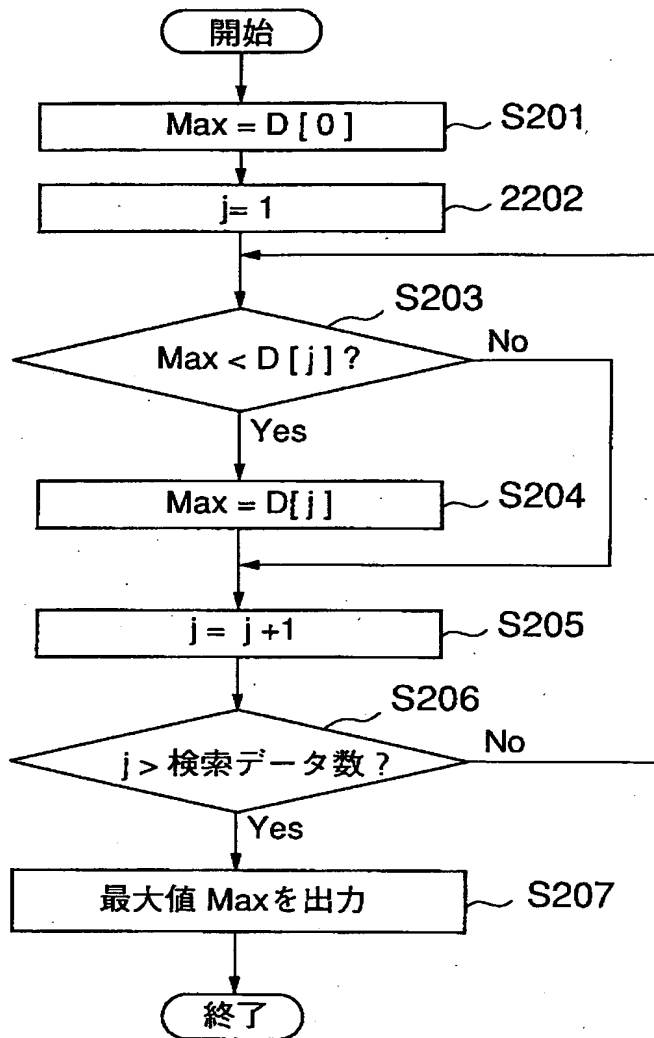 開始
Max = D [ 0 ]
S201
j= 1
2202
S203
Max < D [ j ] ?
No
Yes
Max = D[ j ]
S204
j = j +1
S205
S206
j > 検索データ数 ?
No
Yes
最大値 Maxを出力
S207
終了